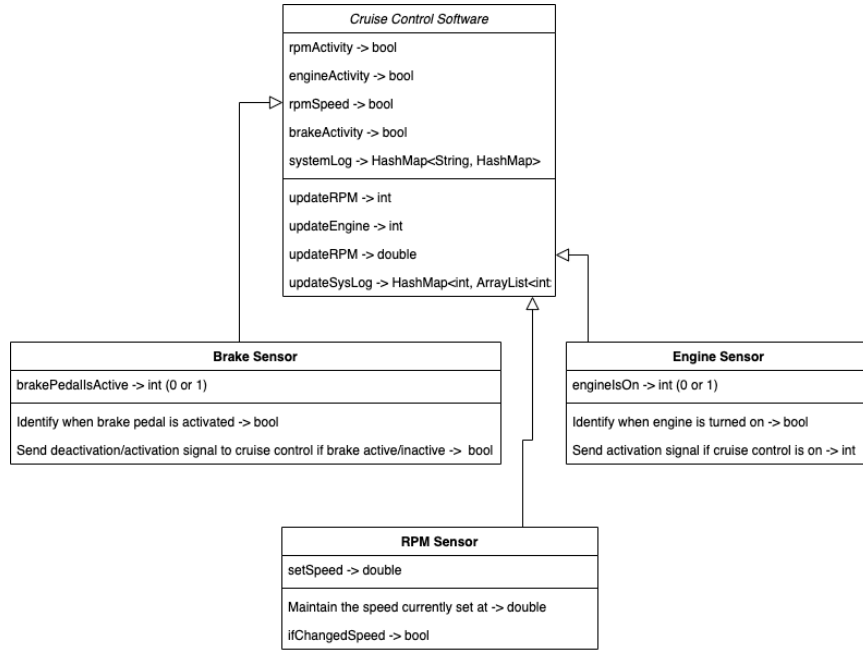 Cruise Control Software
rpmActivity -> bool
engineActivity -> bool
rpmSpeed -> bool
brakeActivity -> bool
systemLog -> HashMap<String, HashMap>
updateRPM -> int
updateEngine -> int
updateRPM -> double
updateSysLog -> HashMap<int, ArrayList<int
Brake Sensor
brakePedalIsActive -> int (0 or 1)
Identify when brake pedal is activated -> bool
Send deactivation/activation signal to cruise control if brake active/inactive -> bool
Engine Sensor
engineIsOn -> int (0 or 1)
Identify when engine is turned on -> bool
Send activation signal if cruise control is on -> int
RPM Sensor
setSpeed -> double
Maintain the speed currently set at -> double
ifChangedSpeed -> bool